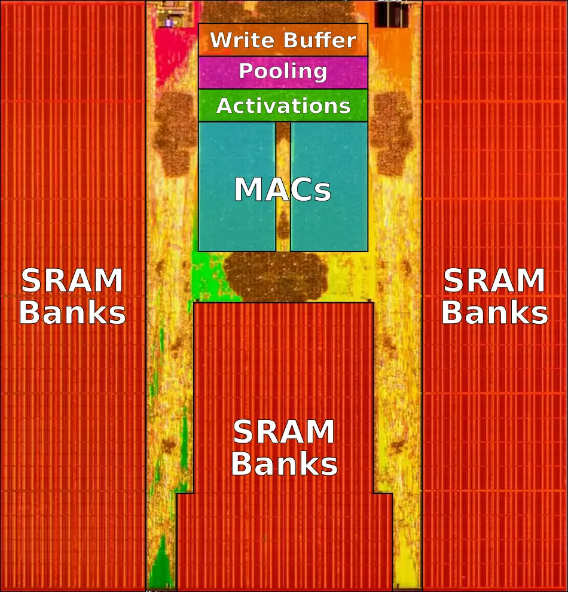 Write Buffer
Pooling
Activations
MACs
SRAM
Banks
SRAM
Banks
SRAM
Banks